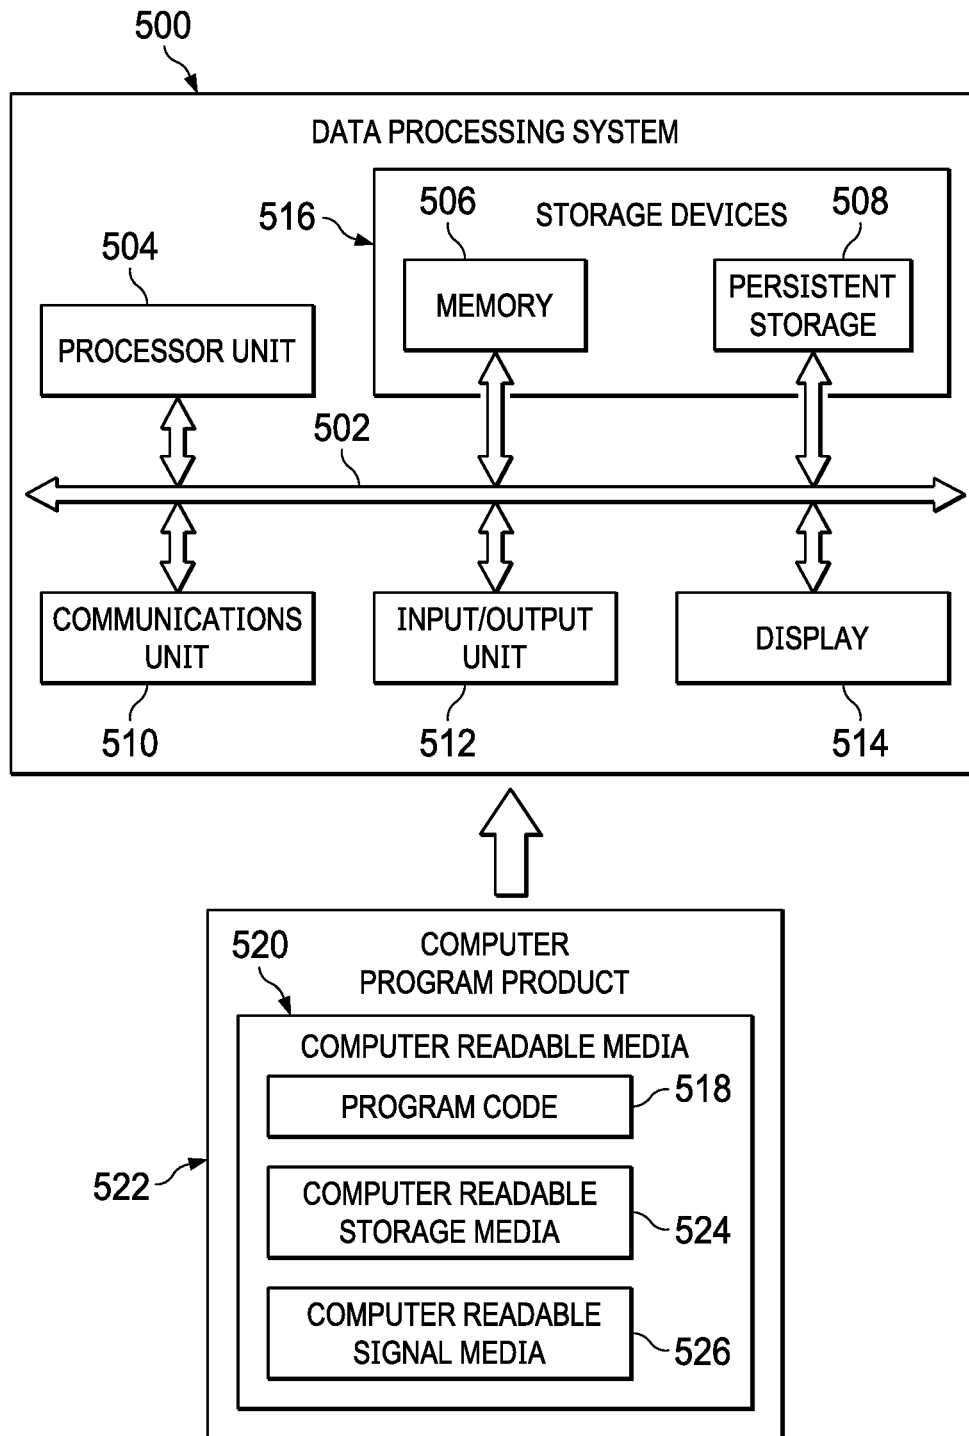 500
DATA PROCESSING SYSTEM
516
506
STORAGE DEVICES
508
504
MEMORY
PERSISTENT
STORAGE
PROCESSOR UNIT
502
COMMUNICATIONS
UNIT
INPUT/OUTPUT
UNIT
DISPLAY
510
512
514
520
COMPUTER
PROGRAM PRODUCT
COMPUTER READABLE MEDIA
PROGRAM CODE
518
522
COMPUTER READABLE
STORAGE MEDIA
524
COMPUTER READABLE
SIGNAL MEDIA
526